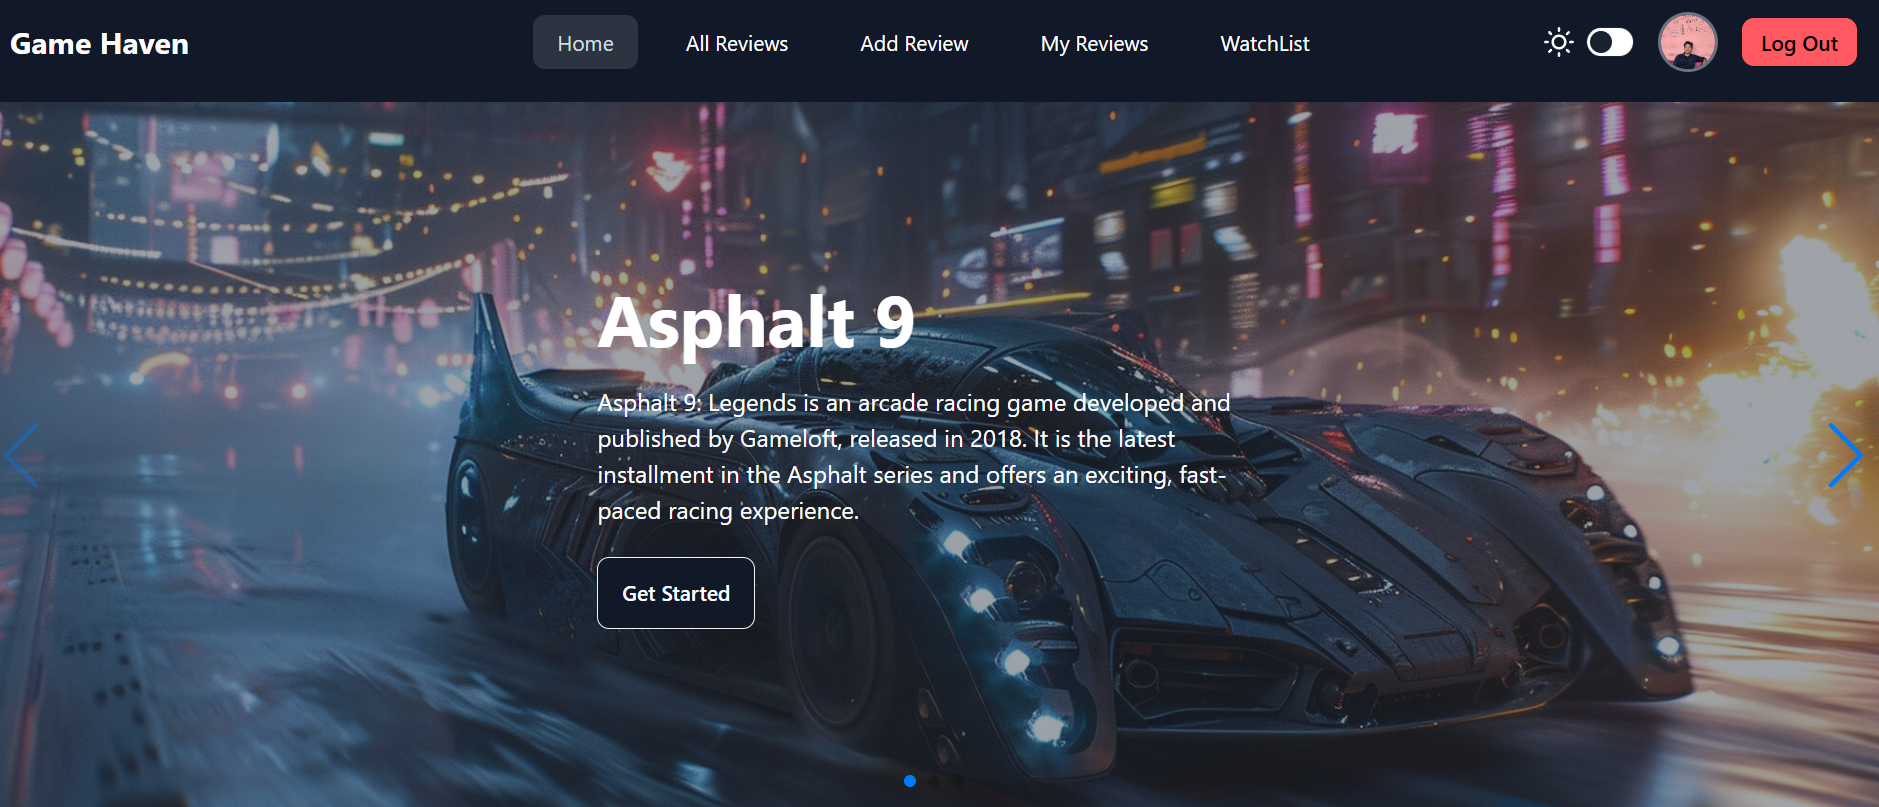 Game Haven
Home
All Reviews
Add Review
My Reviews
WatchList
Log Out
Asphalt 9
Asphalt 9: Legends is an arcade racing game developed and
published by Gameloft, released in 2018. It is the latest
installment in the Asphalt series and offers an exciting, fast-
paced racing experience.
Get Started